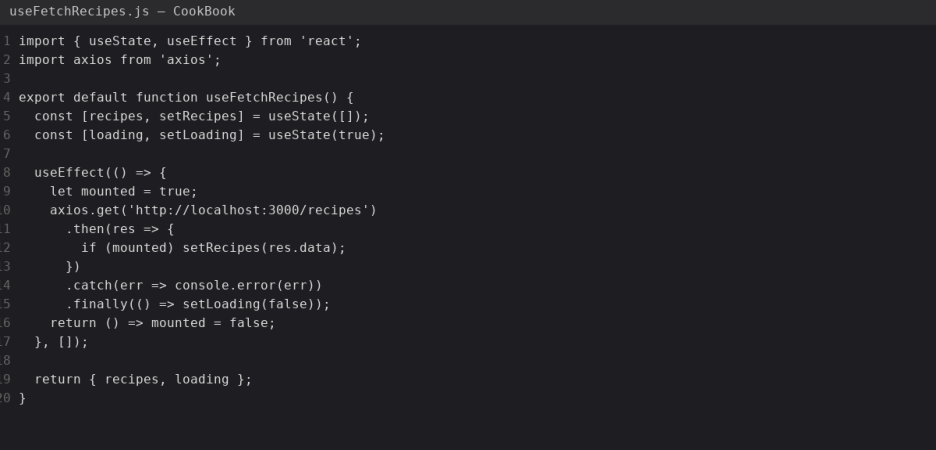 useFetchRecipes.js — CookBook
1 import { useState, useEffect } from 'react';
2 import axios from 'axios';
3
4 export default function useFetchRecipes() {
5   const [recipes, setRecipes] = useState([]);
6   const [loading, setLoading] = useState(true);
7
8   useEffect(() => {
9     let mounted = true;
10     axios.get('http://localhost:3000/recipes')
11       .then(res => {
12         if (mounted) setRecipes(res.data);
13       })
14       .catch(err => console.error(err))
15       .finally(() => setLoading(false));
16     return () => mounted = false;
17   }, []);
18
19   return { recipes, loading };
20 }